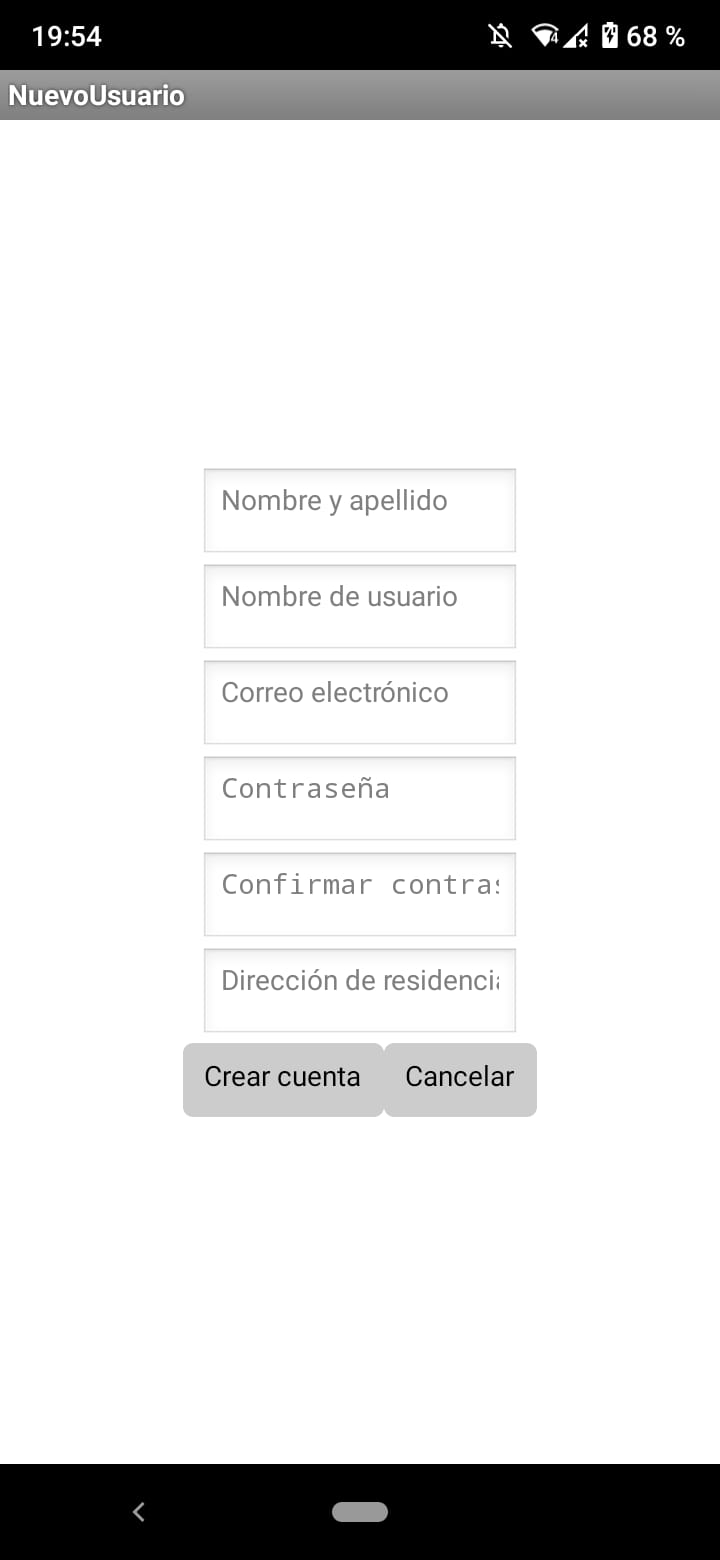 19:54
68 %
NuevoUsuario
Nombre y apellido
Nombre de usuario
Correo electrónico
Contraseña
Confirmar contras
Dirección de residencia
Crear cuenta
Cancelar